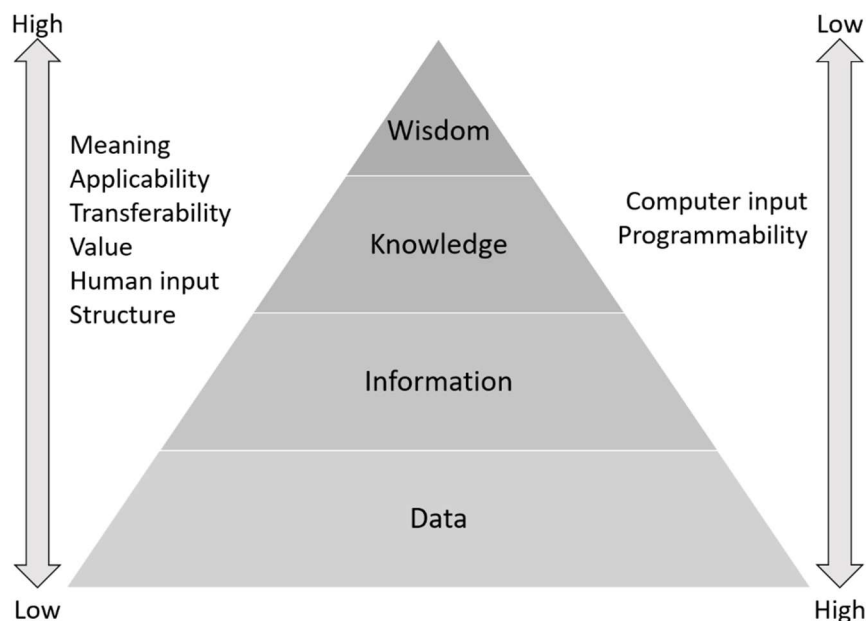 High
Low
Wisdom
Meaning
Applicability
Transferability
Value
Human input
Structure
Computer input
Programmability
Knowledge
Information
Data
Low
High